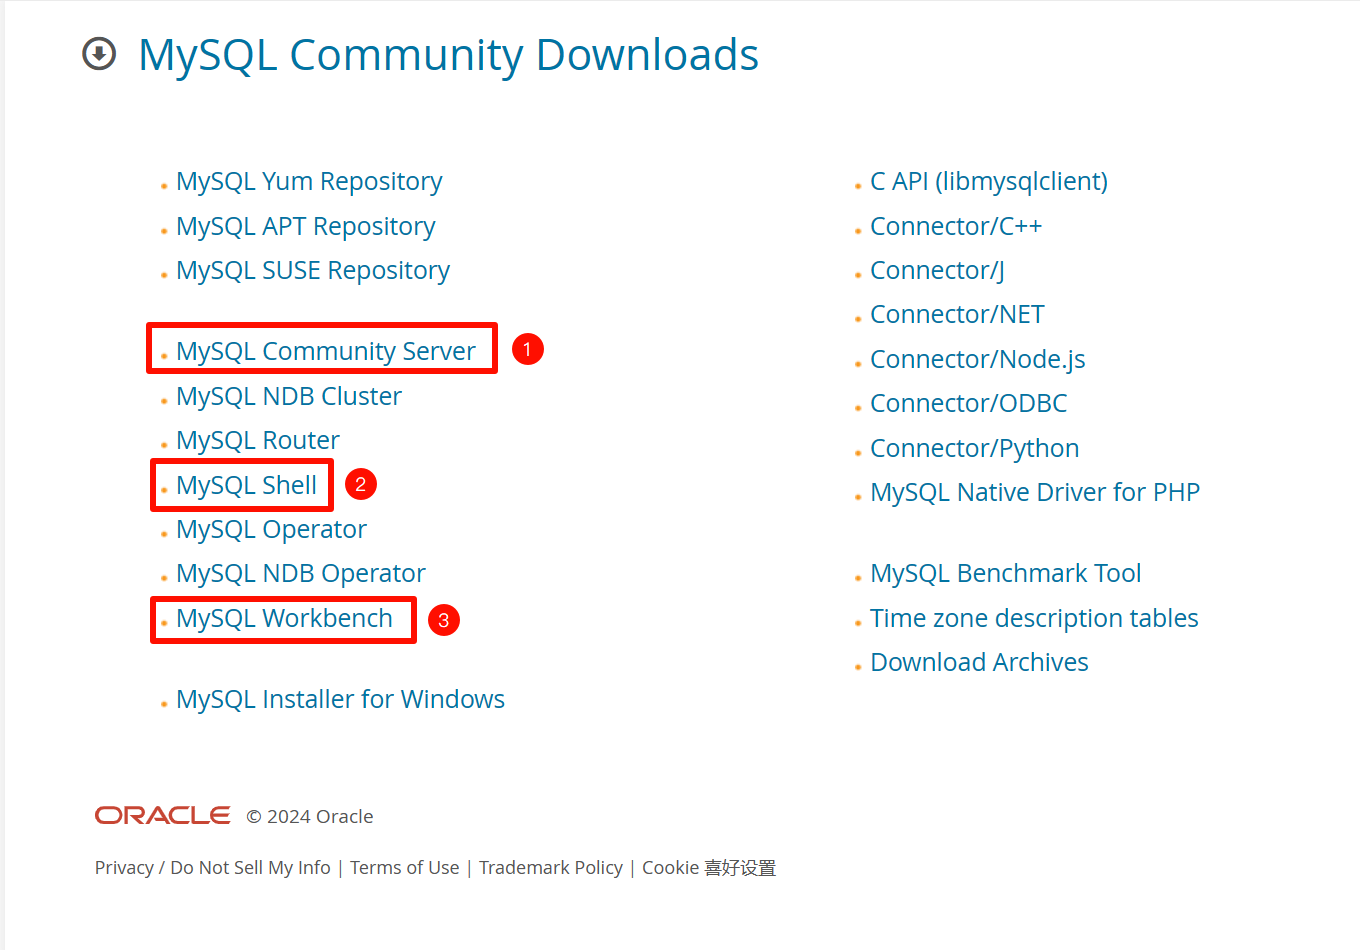 MySQL Community Downloads
MySQL Yum Repository
MySQL APT Repository
MySQL SUSE Repository
MySQL Community Server 1
MySQL NDB Cluster
MySQL Router
MySQL Shell 2
MySQL Operator
MySQL NDB Operator
MySQL Workbench 3
MySQL Installer for Windows
C API (libmysqlclient)
Connector/C++
Connector/J
Connector/NET
Connector/Node.js
Connector/ODBC
Connector/Python
MySQL Native Driver for PHP
MySQL Benchmark Tool
Time zone description tables
Download Archives
ORACLE © 2024 Oracle
Privacy / Do Not Sell My Info | Terms of Use | Trademark Policy | Cookie 喜好设置